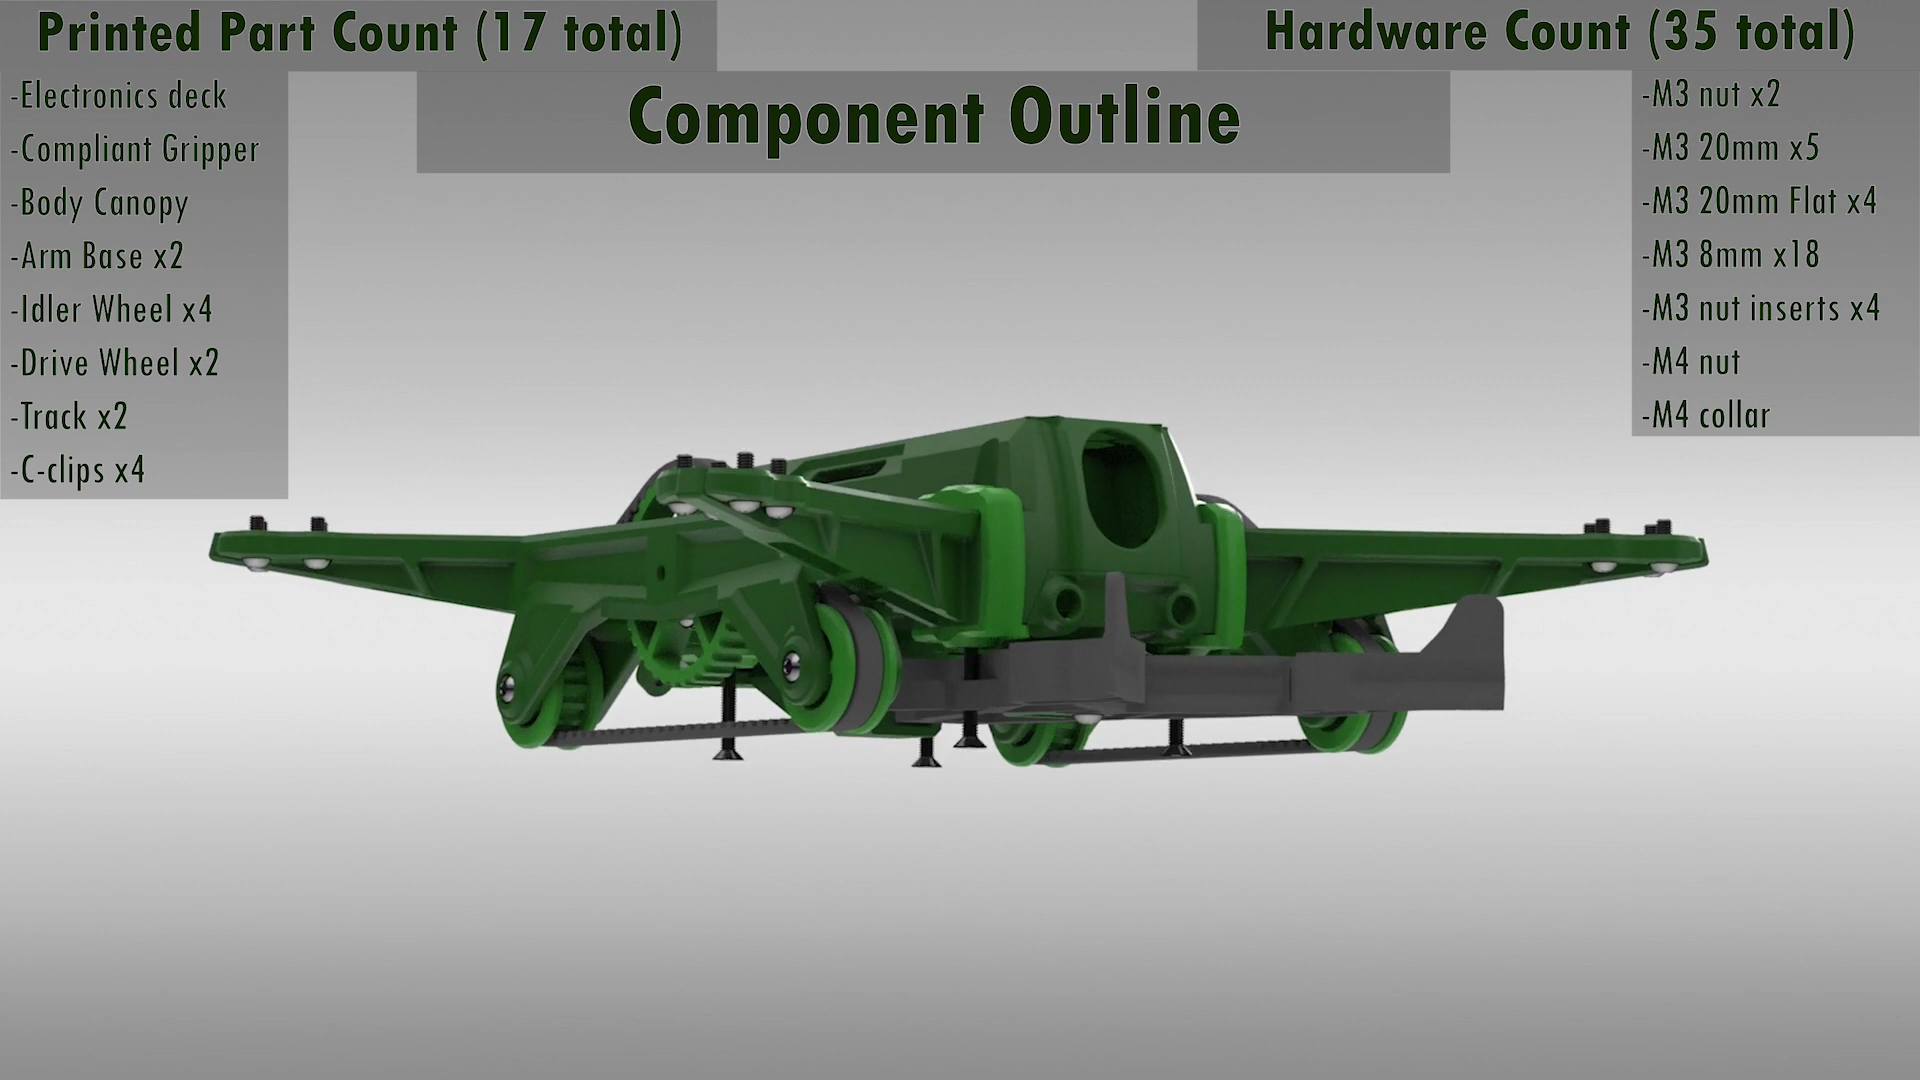 Printed Part Count (17 total)
-Electronics deck
-Compliant Gripper
-Body Canopy
-Arm Base x2
-Idler Wheel x4
-Drive Wheel x2
-Track x2
-C-clips x4
Component Outline
Hardware Count (35 total)
-M3 nut x2
-M3 20mm x5
-M3 20mm Flat x4
-M3 8mm x18
-M3 nut inserts x4
-M4 nut
-M4 collar